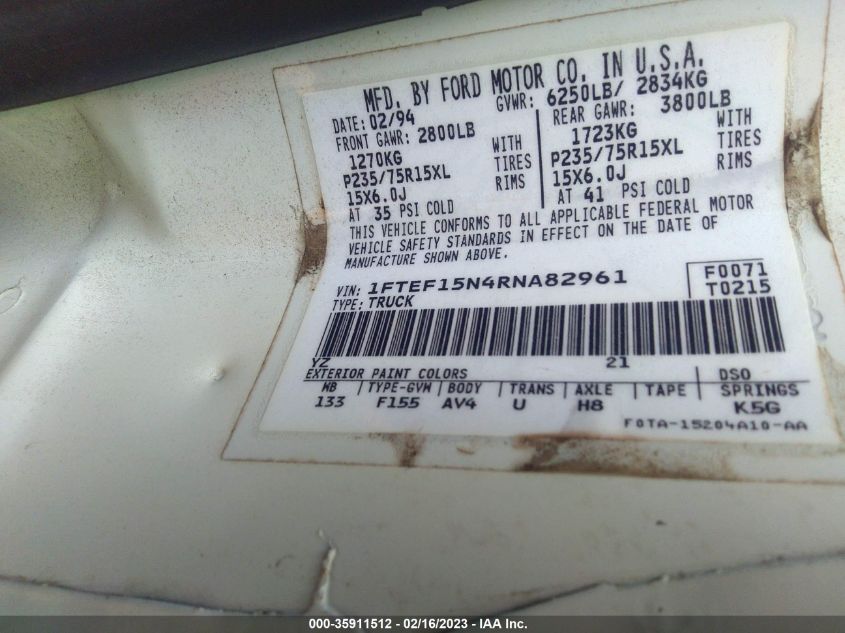 MFD. BY FORD MOTOR CO. IN U.S.A.
DATE: 02/94 GVWR: 6250LB/ 2834KG
FRONT GAWR: 2800LB REAR GAWR: 3800LB
1270KG WITH 1723KG WITH
P235/75R15XL TIRES P235/75R15XL TIRES
15X6.0J RIMS 15X6.0J RIMS
AT 35 PSI COLD AT 41 PSI COLD
THIS VEHICLE CONFORMS TO ALL APPLICABLE FEDERAL MOTOR
VEHICLE SAFETY STANDARDS IN EFFECT ON THE DATE OF
MANUFACTURE SHOWN ABOVE.
VIN: 1FTEF15N4RNA82961 F0071
TYPE: TRUCK T0215
YZ 21
EXTERIOR PAINT COLORS DSO
WB | TYPE-GVW | BODY | TRANS | AXLE | TAPE | SPRINGS
133 F155 AV4 U H8 K5G
F0TA-15204A10-AA
000-35911512 - 02/16/2023 - IAA Inc.